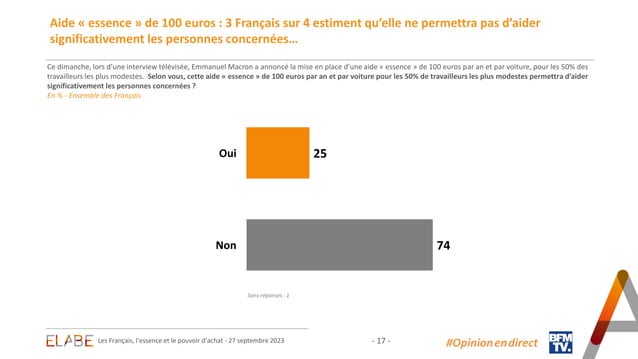 Aide « essence » de 100 euros : 3 Français sur 4 estiment qu’elle ne permettra pas d’aider
significativement les personnes concernées…
Ce dimanche, lors d’une interview télévisée, Emmanuel Macron a annoncé la mise en place d’une aide « essence » de 100 euros par an et par voiture, pour les 50% des
travailleurs les plus modestes. Selon vous, cette aide « essence » de 100 euros par an et par voiture pour les 50% de travailleurs les plus modestes permettra d’aider
significativement les personnes concernées ?
En % - Ensemble des Français
Oui 25
Non 74
Sans réponses : 1
ELABE Les Français, l’essence et le pouvoir d’achat - 27 septembre 2023 - 17 - #Opinion en direct BFM
TV.